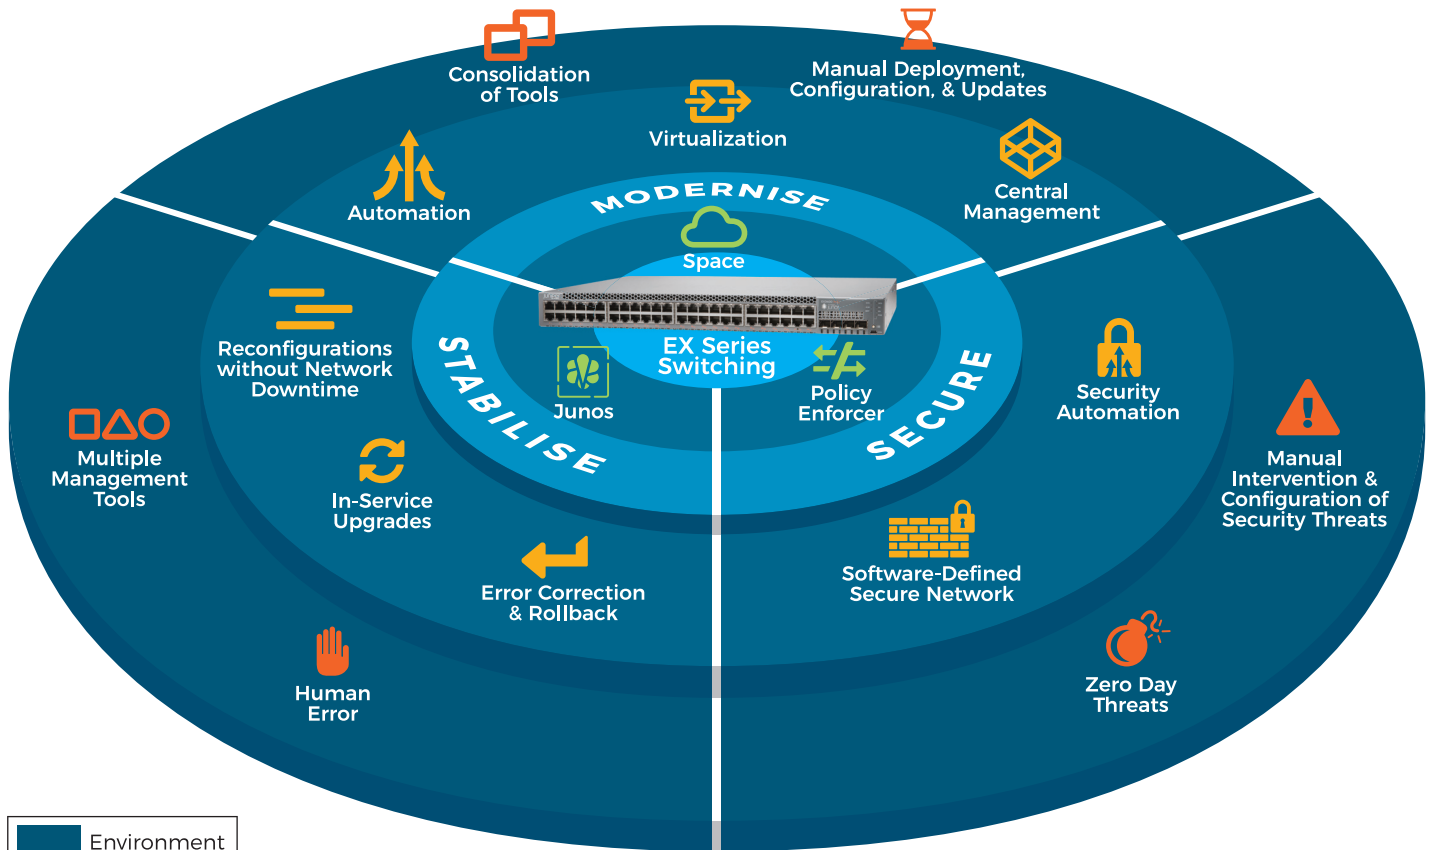 Consolidation
of Tools
Manual Deployment,
Configuration, & Updates
Virtualization
Automation
Central
Management
MODERNISE
Space
Reconfigurations
without Network
Downtime
EX Series
Switching
STABILISE
Junos
Policy
Enforcer
SECURE
Security
Automation
Multiple
Management
Tools
Manual
Intervention &
Configuration of
Security Threats
In-Service
Upgrades
Error Correction
& Rollback
Software-Defined
Secure Network
Human
Error
Zero Day
Threats
Environment